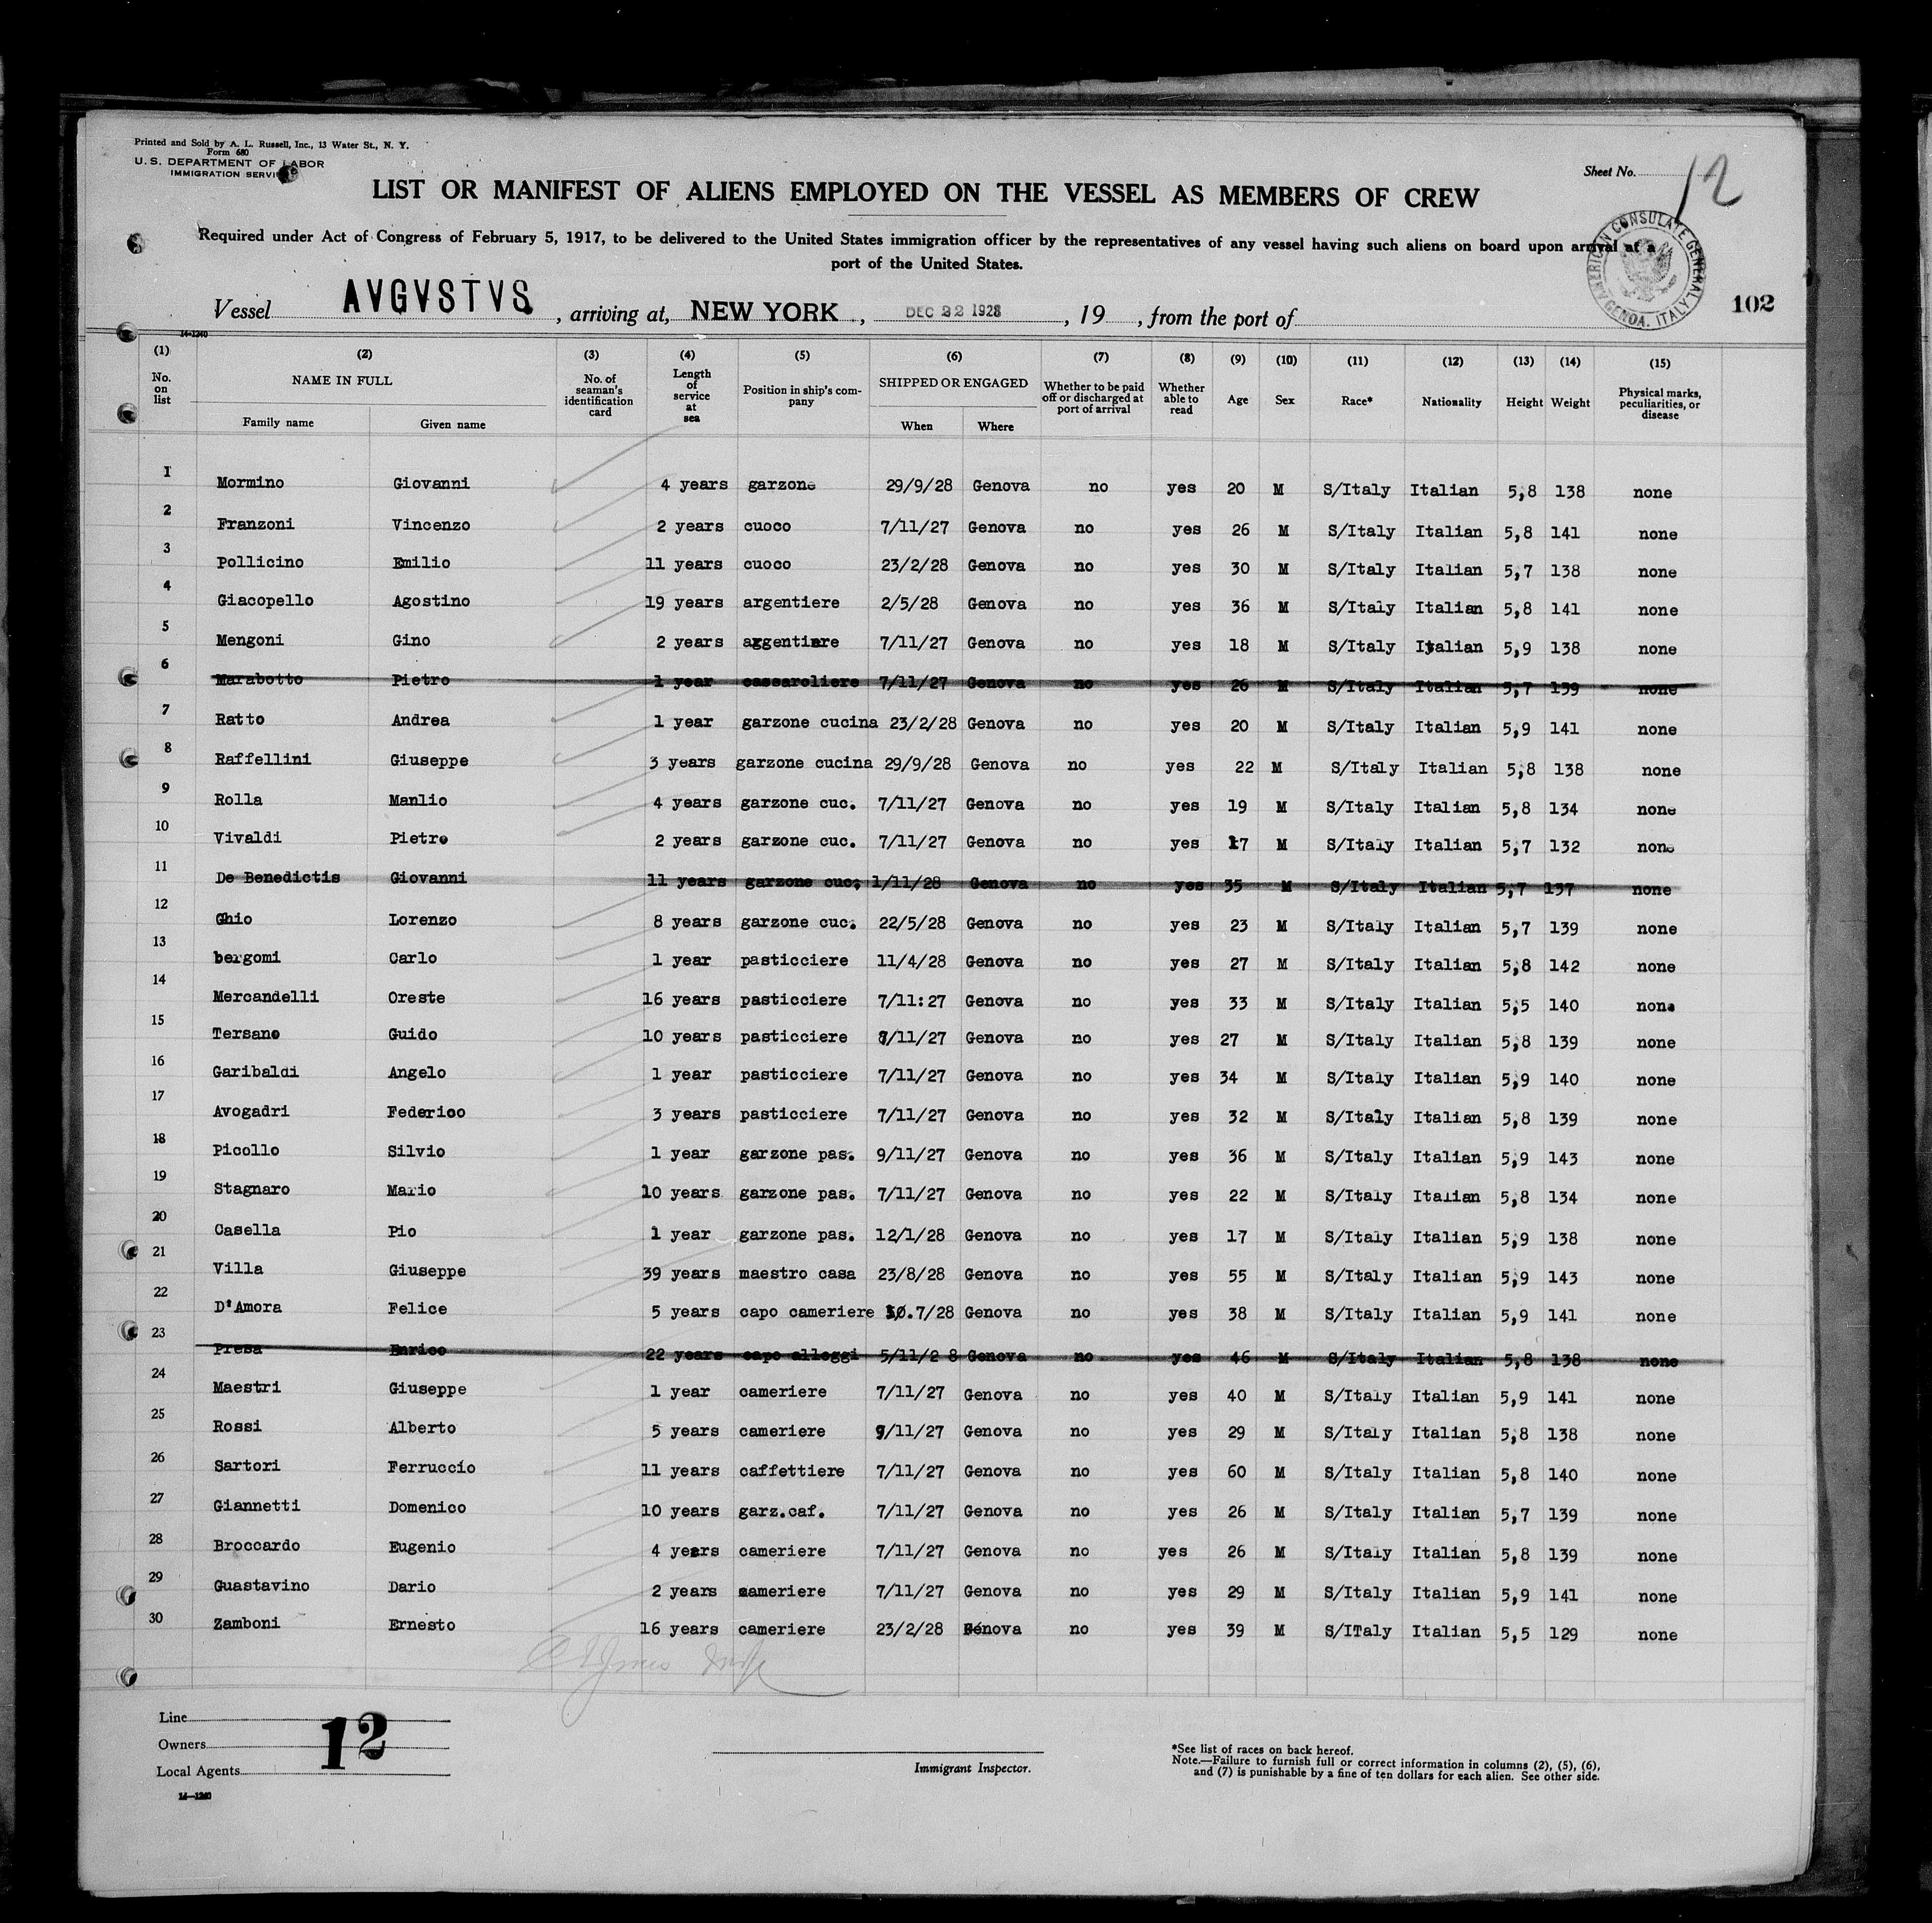 Printed and Sold by A. L. Russell, Inc., 13 Water St., N. Y.
Form 680
U. S. DEPARTMENT OF LABOR
IMMIGRATION SERVICE
Sheet No. 12
LIST OR MANIFEST OF ALIENS EMPLOYED ON THE VESSEL AS MEMBERS OF CREW
Required under Act of Congress of February 5, 1917, to be delivered to the United States immigration officer by the representatives of any vessel having such aliens on board upon arrival at a
port of the United States.
AMERICAN CONSULATE GENERAL GENOA, ITALY
Vessel AVGVSTVS, arriving at, NEW YORK, DEC 22 1928, 19 , from the port of
102
14-1240
(1) (2) (3) (4) (5) (6) (7) (8) (9) (10) (11) (12) (13) (14) (15)
No. on list NAME IN FULL Family name Given name No. of seaman's identification card Length of service at sea Position in ship's company SHIPPED OR ENGAGED When Where Whether to be paid off or discharged at port of arrival Whether able to read Age Sex Race* Nationality Height Weight Physical marks, peculiarities, or disease
1 Mormino Giovanni 4 years garzone 29/9/28 Genova no yes 20 M S/Italy Italian 5,8 138 none
2 Franzoni Vincenzo 2 years cuoco 7/11/27 Genova no yes 26 M S/Italy Italian 5,8 141 none
3 Pollicino Emilio 11 years cuoco 23/2/28 Genova no yes 30 M S/Italy Italian 5,7 138 none
4 Giacopello Agostino 19 years argentiere 2/5/28 Genova no yes 36 M S/Italy Italian 5,8 141 none
5 Mengoni Gino 2 years argentiere 7/11/27 Genova no yes 18 M S/Italy Italian 5,9 138 none
6 Marabotto Pietro 1 year cassaroliere 7/11/27 Genova no yes 26 M S/Italy Italian 5,7 139 none
7 Ratto Andrea 1 year garzone cucina 23/2/28 Genova no yes 20 M S/Italy Italian 5,9 141 none
8 Raffellini Giuseppe 3 years garzone cucina 29/9/28 Genova no yes 22 M S/Italy Italian 5,8 138 none
9 Rolla Manlio 4 years garzone cuc. 7/11/27 Genova no yes 19 M S/Italy Italian 5,8 134 none
10 Vivaldi Pietro 2 years garzone cuc. 7/11/27 Genova no yes 17 M S/Italy Italian 5,7 132 none
11 De Benedictis Giovanni 11 years garzone cuc. 1/11/28 Genova no yes 35 M S/Italy Italian 5,7 137 none
12 Ghio Lorenzo 8 years garzone cuc. 22/5/28 Genova no yes 23 M S/Italy Italian 5,7 139 none
13 bergomi Carlo 1 year pasticciere 11/4/28 Genova no yes 27 M S/Italy Italian 5,8 142 none
14 Mercandelli Oreste 16 years pasticciere 7/11:27 Genova no yes 33 M S/Italy Italian 5,5 140 none
15 Tersano Guido 10 years pasticciere /11/27 Genova no yes 27 M S/Italy Italian 5,8 139 none
16 Garibaldi Angelo 1 year pasticciere 7/11/27 Genova no yes 34 M S/Italy Italian 5,9 140 none
17 Avogadri Federico 3 years pasticciere 7/11/27 Genova no yes 32 M S/Italy Italian 5,8 139 none
18 Picollo Silvio 1 year garzone pas. 9/11/27 Genova no yes 36 M S/Italy Italian 5,9 143 none
19 Stagnaro Mario 10 years garzone pas. 7/11/27 Genova no yes 22 M S/Italy Italian 5,8 134 none
20 Casella Pio 1 year garzone pas. 12/1/28 Genova no yes 17 M S/Italy Italian 5,9 138 none
21 Villa Giuseppe 39 years maestro casa 23/8/28 Genova no yes 55 M S/Italy Italian 5,9 143 none
22 D'Amora Felice 5 years capo cameriere 10.7/28 Genova no yes 38 M S/Italy Italian 5,9 141 none
23 Presa Enrico 22 years capo alloggi 5/11/2 8 Genova no yes 46 M S/Italy Italian 5,8 138 none
24 Maestri Giuseppe 1 year cameriere 7/11/27 Genova no yes 40 M S/Italy Italian 5,9 141 none
25 Rossi Alberto 5 years cameriere 9/11/27 Genova no yes 29 M S/Italy Italian 5,8 138 none
26 Sartori Ferruccio 11 years caffettiere 7/11/27 Genova no yes 60 M S/Italy Italian 5,8 140 none
27 Giannetti Domenico 10 years garz.caf. 7/11/27 Genova no yes 26 M S/Italy Italian 5,7 139 none
28 Broccardo Eugenio 4 years cameriere 7/11/27 Genova no yes 26 M S/Italy Italian 5,8 139 none
29 Guastavino Dario 2 years cameriere 7/11/27 Genova no yes 29 M S/Italy Italian 5,9 141 none
30 Zamboni Ernesto 16 years cameriere 23/2/28 Génova no yes 39 M S/ITaly Italian 5,5 129 none
Line
Owners
Local Agents
12
14-1240
Immigrant Inspector.
*See list of races on back hereof.
Note.—Failure to furnish full or correct information in columns (2), (5), (6),
and (7) is punishable by a fine of ten dollars for each alien. See other side.